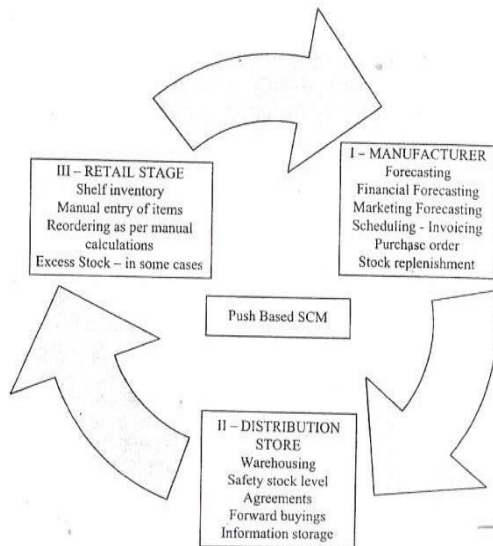 III – RETAIL STAGE
Shelf inventory
Manual entry of items
Reordering as per manual
calculations
Excess Stock – in some cases
I – MANUFACTURER
Forecasting
Financial Forecasting
Marketing Forecasting
Scheduling - Invoicing
Purchase order
Stock replenishment
Push Based SCM
II – DISTRIBUTION
STORE
Warehousing
Safety stock level
Agreements
Forward buyings
Information storage